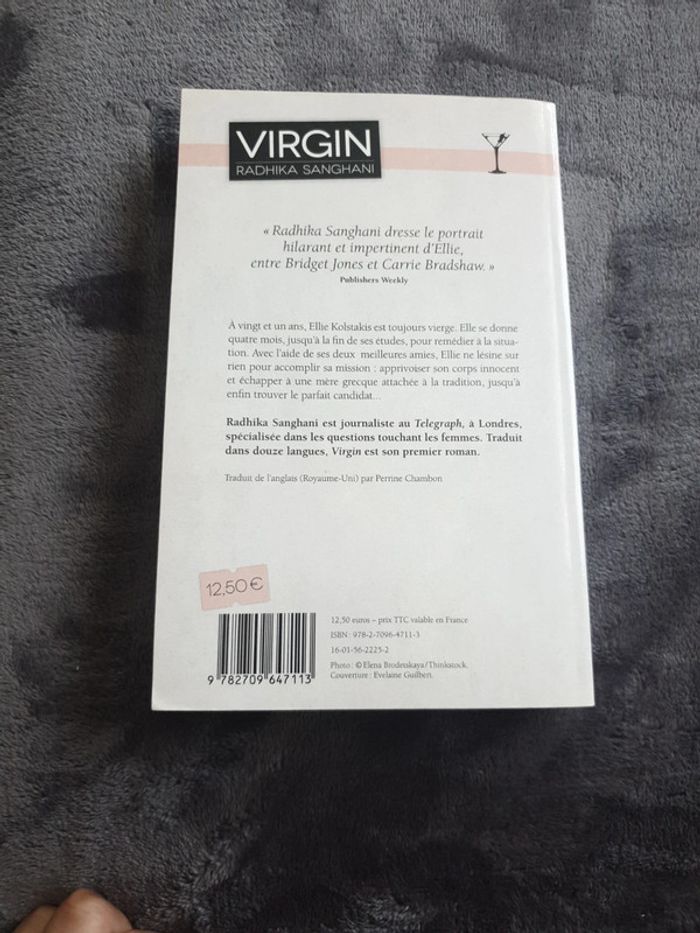 VIRGIN
RADHIKA SANGHANI
« Radhika Sanghani dresse le portrait
hilarant et impertinent d'Ellie,
entre Bridget Jones et Carrie Bradshaw. »
Publishers Weekly
À vingt et un ans, Ellie Kolstakis est toujours vierge. Elle se donne
quatre mois, jusqu'à la fin de ses études, pour remédier à la situa-
tion. Avec l'aide de ses deux meilleures amies, Ellie ne lésine sur
rien pour accomplir sa mission : apprivoiser son corps innocent
et échapper à une mère grecque attachée à la tradition, jusqu'à
enfin trouver le parfait candidat...
Radhika Sanghani est journaliste au Telegraph, à Londres,
spécialisée dans les questions touchant les femmes. Traduit
dans douze langues, Virgin est son premier roman.
Traduit de l'anglais (Royaume-Uni) par Perrine Chambon
12,50 €
12,50 euros – prix TTC valable en France
ISBN : 978-2-7096-4711-3
16-01-56-2225-2
Photo : © Elena Brodetskaya/Thinkstock.
Couverture : Evelaine Guilbert.
9 782709 647113